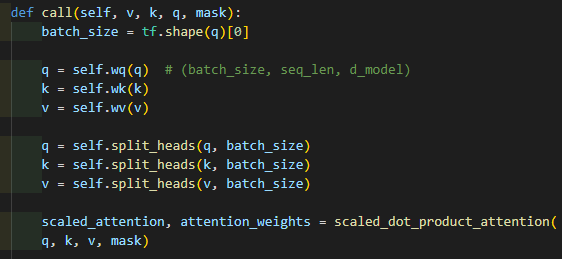 def call(self, v, k, q, mask):
    batch_size = tf.shape(q)[0]

    q = self.wq(q)  # (batch_size, seq_len, d_model)
    k = self.wk(k)
    v = self.wv(v)

    q = self.split_heads(q, batch_size)
    k = self.split_heads(k, batch_size)
    v = self.split_heads(v, batch_size)

    scaled_attention, attention_weights = scaled_dot_product_attention(
    q, k, v, mask)